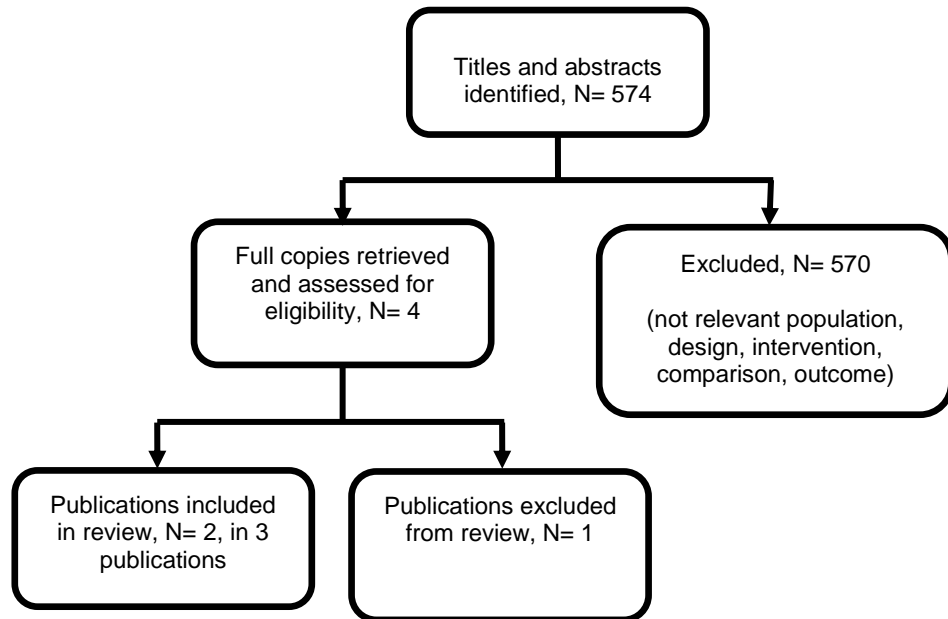 Titles and abstracts
identified, N= 574
Full copies retrieved
and assessed for
eligibility, N= 4
Excluded, N= 570
(not relevant population,
design, intervention,
comparison, outcome)
Publications included
in review, N= 2, in 3
publications
Publications excluded
from review, N= 1